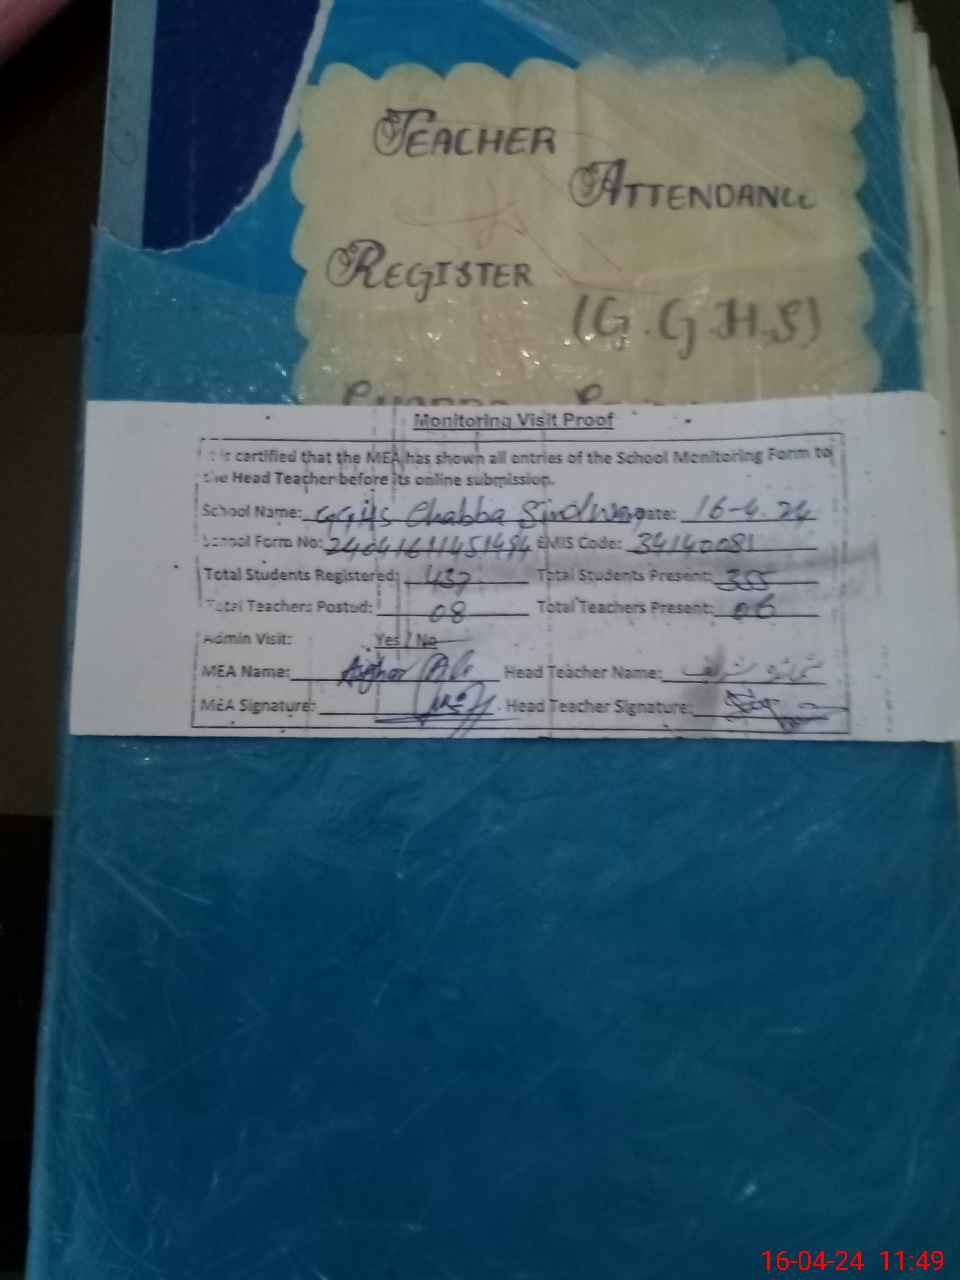 TEACHER
ATTENDANCE
REGISTER
(G.G.H.S)
Monitoring Visit Proof
is certified that the MEA has shown all entries of the School Monitoring Form to
the Head Teacher before its online submission.
School Name: GGHS Chabba Date: 16-4-24
School Form No: EMIS Code: 34140081
Total Students Registered: 437 Total Students Present: 355
Total Teachers Posted: 08 Total Teachers Present: 06
Admin Visit: Yes / No
MEA Name: Asghar Ali Head Teacher Name:
MEA Signature: Head Teacher Signature:
16-04-24 11:49